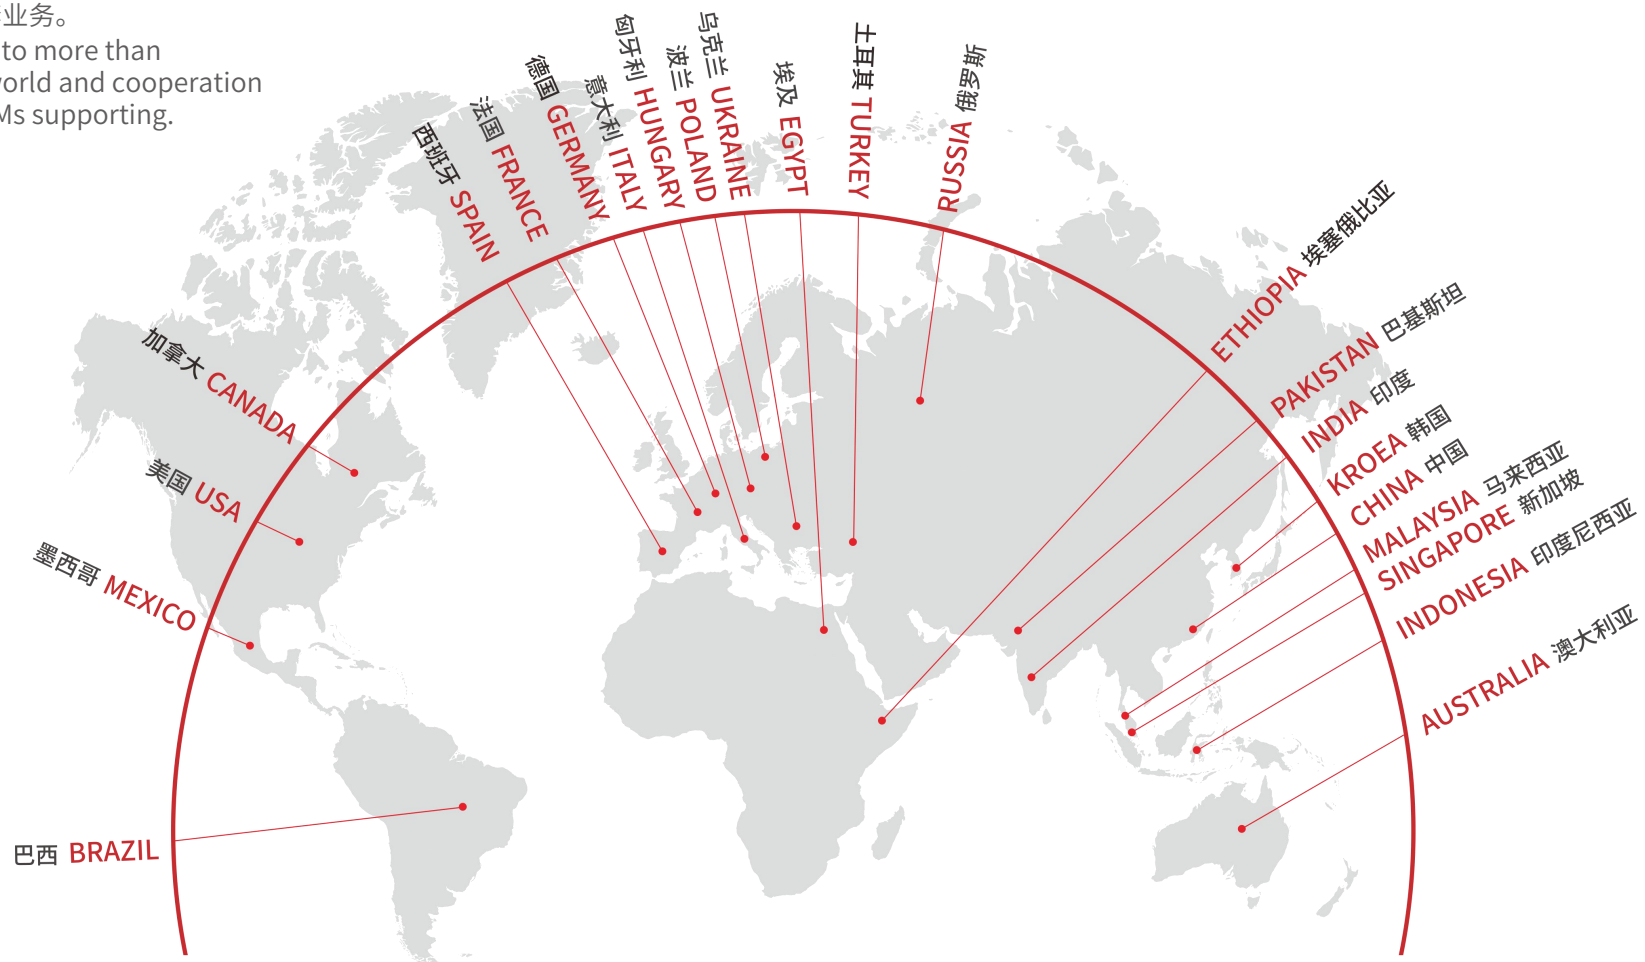 业务。
to more than
world and cooperation
Ms supporting.
巴西 BRAZIL
墨西哥 MEXICO
美国 USA
加拿大 CANADA
西班牙 SPAIN
法国 FRANCE
德国 GERMANY
意大利 ITALY
匈牙利 HUNGARY
波兰 POLAND
乌克兰 UKRAINE
埃及 EGYPT
土耳其 TURKEY
RUSSIA 俄罗斯
ETHIOPIA 埃塞俄比亚
PAKISTAN 巴基斯坦
INDIA 印度
KROEA 韩国
CHINA 中国
MALAYSIA 马来西亚
SINGAPORE 新加坡
INDONESIA 印度尼西亚
AUSTRALIA 澳大利亚